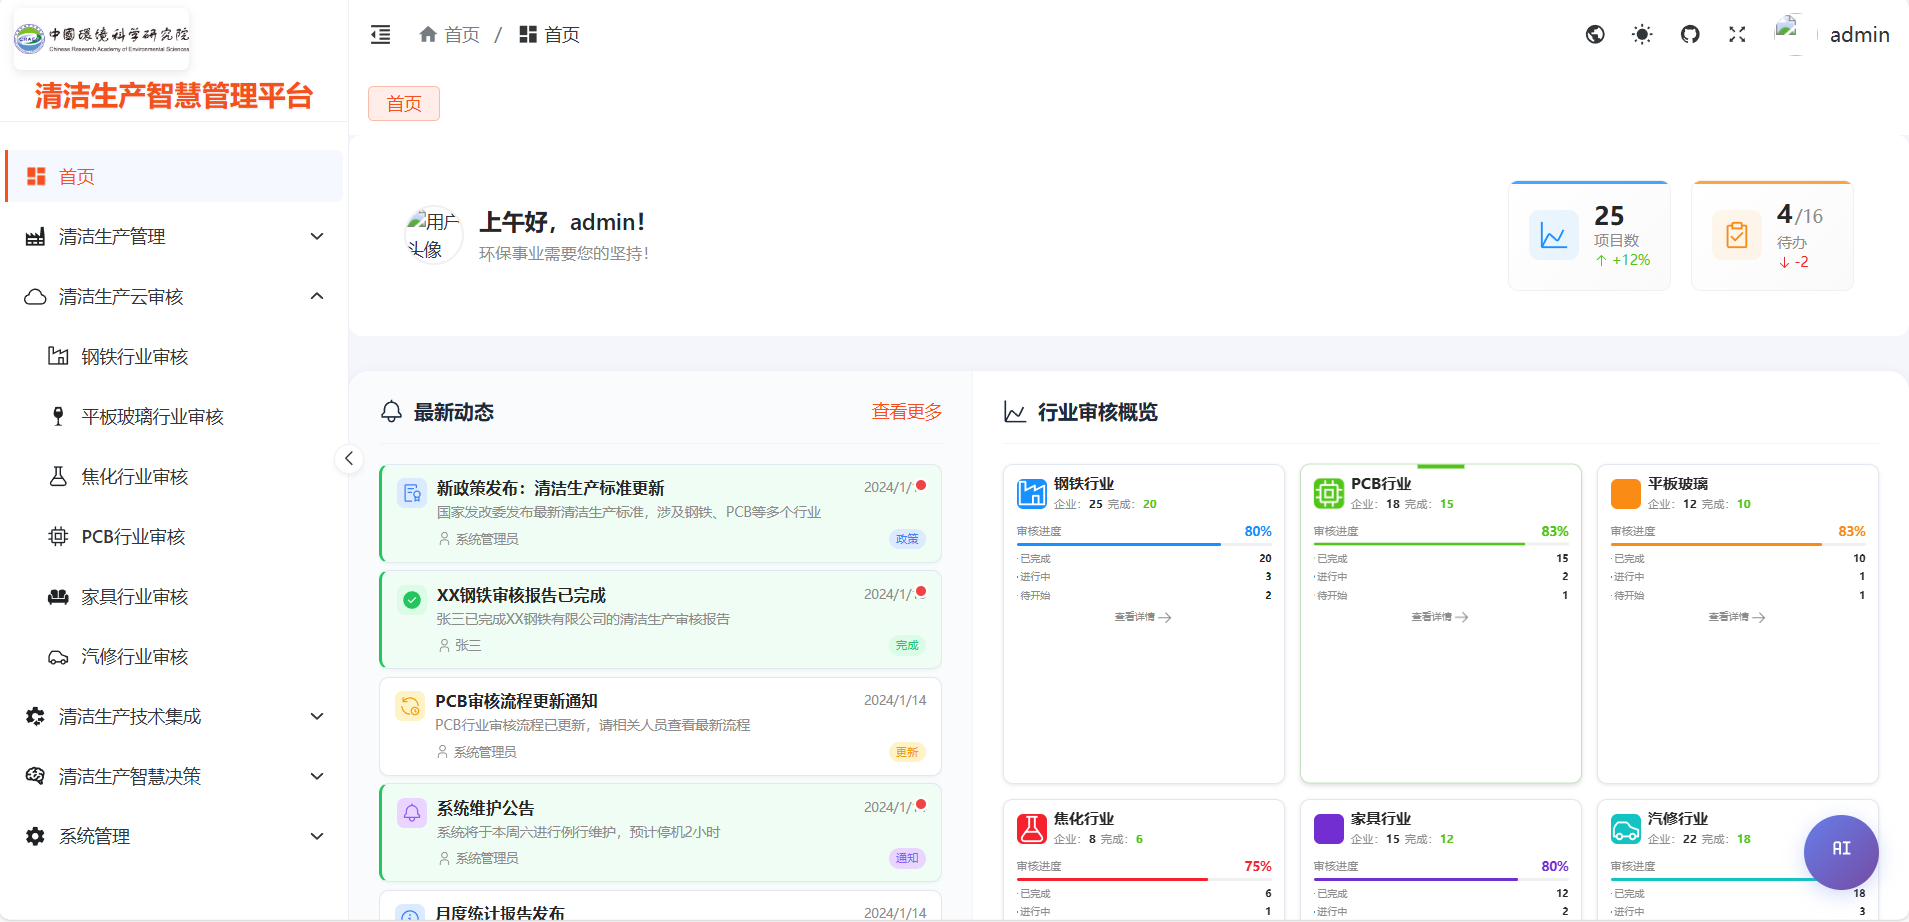 中國環境科学研究院
Chinese Research Academy of Environmental Sciences
清洁生产智慧管理平台
首页
清洁生产管理
清洁生产云审核
钢铁行业审核
平板玻璃行业审核
焦化行业审核
PCB行业审核
家具行业审核
汽修行业审核
清洁生产技术集成
清洁生产智慧决策
系统管理
首页 / 首页
admin
首页
用户头像
上午好，admin！
环保事业需要您的坚持！
25
项目数
↑ +12%
4/16
待办
↓ -2
最新动态
查看更多
新政策发布：清洁生产标准更新
2024/1/
国家发改委发布最新清洁生产标准，涉及钢铁、PCB等多个行业
系统管理员
政策
XX钢铁审核报告已完成
2024/1/
张三已完成XX钢铁有限公司的清洁生产审核报告
张三
完成
PCB审核流程更新通知
2024/1/14
PCB行业审核流程已更新，请相关人员查看最新流程
系统管理员
更新
系统维护公告
2024/1/
系统将于本周六进行例行维护，预计停机2小时
系统管理员
通知
月度统计报告发布
2024/1/14
行业审核概览
钢铁行业
企业： 25 完成： 20
审核进度 80%
已完成 20
进行中 3
待开始 2
查看详情
PCB行业
企业： 18 完成： 15
审核进度 83%
已完成 15
进行中 2
待开始 1
查看详情
平板玻璃
企业： 12 完成： 10
审核进度 83%
已完成 10
进行中 1
待开始 1
查看详情
焦化行业
企业： 8 完成： 6
审核进度 75%
已完成 6
进行中 1
家具行业
企业： 15 完成： 12
审核进度 80%
已完成 12
进行中 2
汽修行业
企业： 22 完成： 18
审核进度
已完成 18
进行中 3
AI